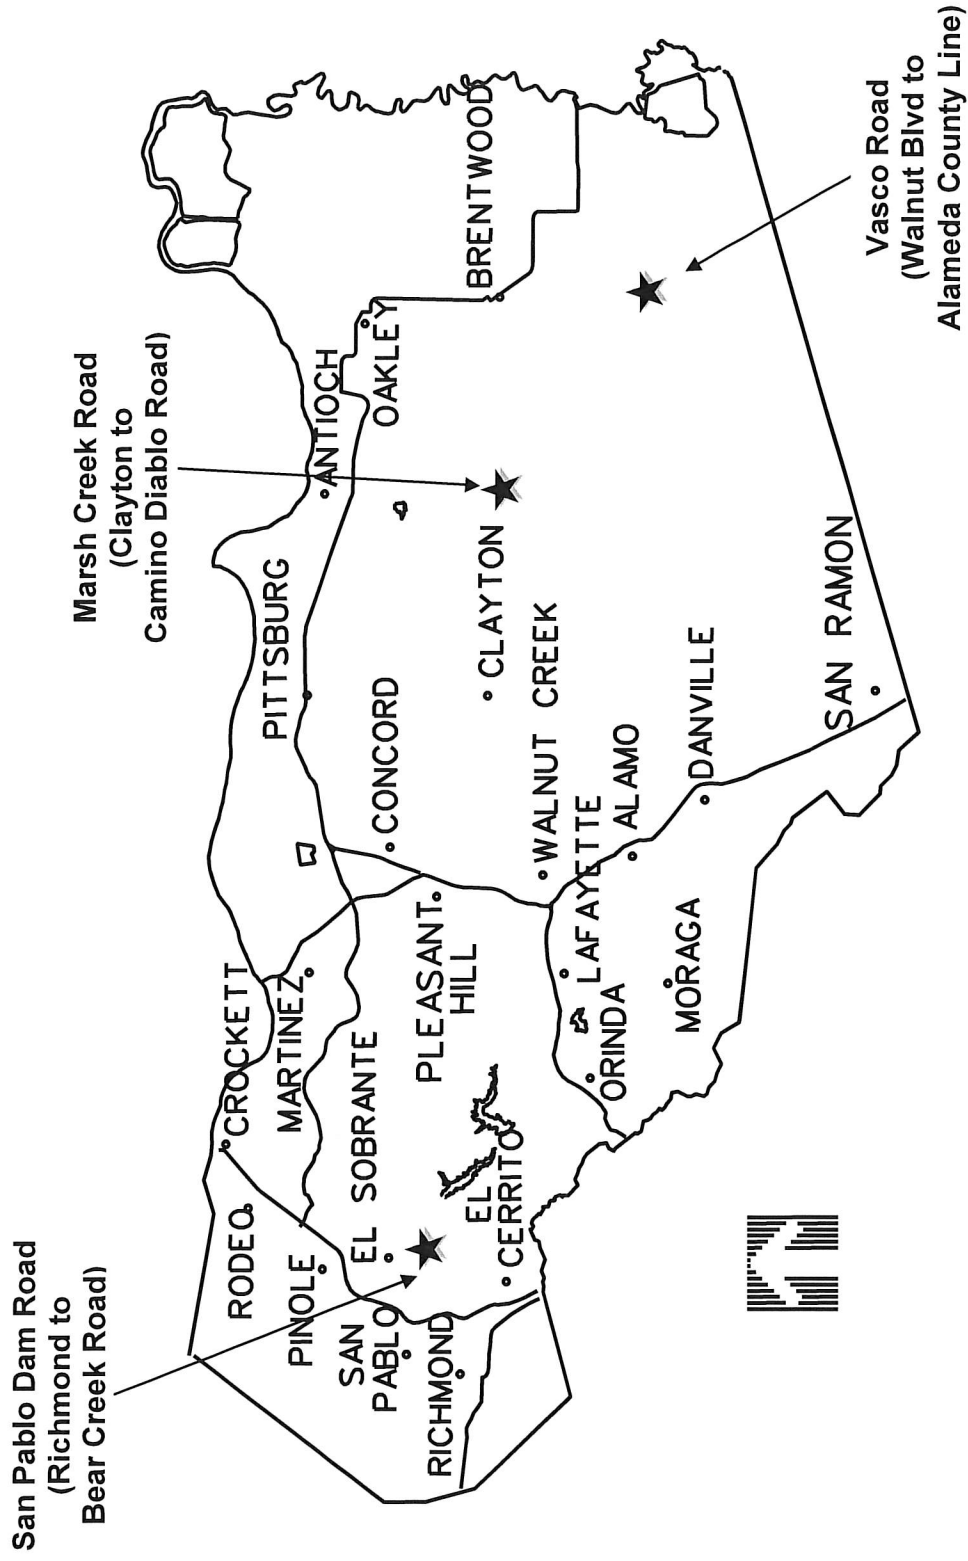 San Pablo Dam Road
(Richmond to
Bear Creek Road)
Marsh Creek Road
(Clayton to
Camino Diablo Road)
Vasco Road
(Walnut Blvd to
Alameda County Line)
CROCKETT
RODEO
MARTINEZ
PITTSBURG
ANTIOCH
OAKLEY
BRENTWOOD
PINOLE
EL SOBRANTE
CONCORD
SAN
PABLO
PLEASANT
HILL
RICHMOND
EL
CERRITO
CLAYTON
WALNUT CREEK
LAFAYETTE
ORINDA
ALAMO
MORAGA
DANVILLE
SAN RAMON